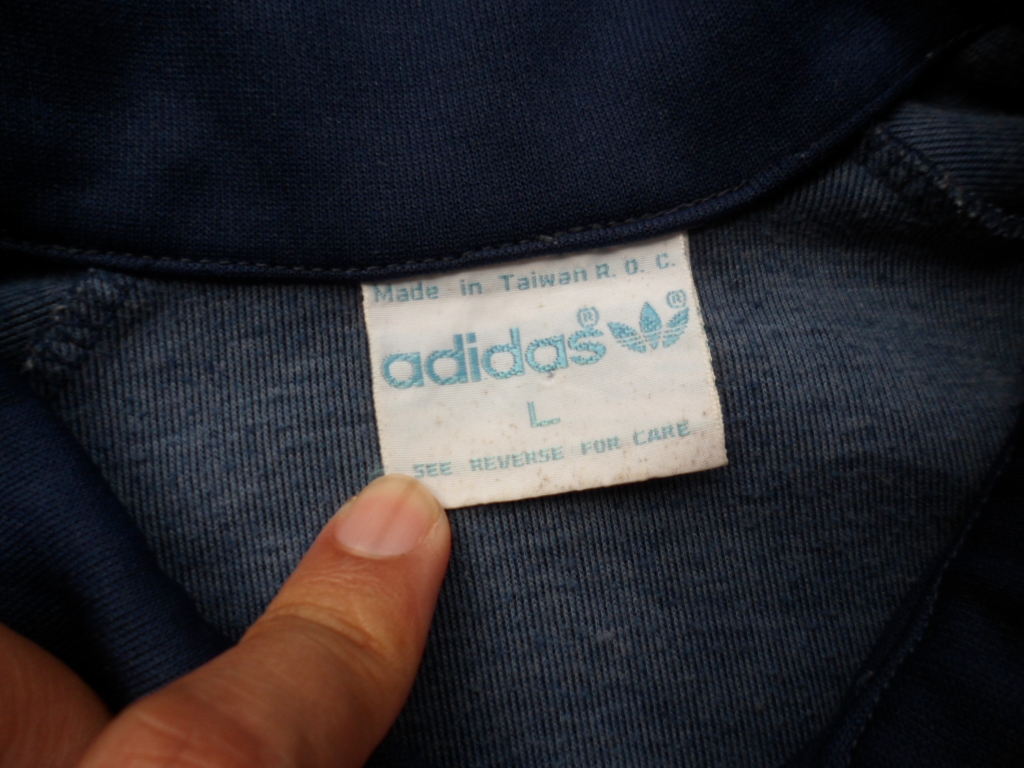 Made in Taiwan R. O. C.
adidas® ®
L
SEE REVERSE FOR CARE